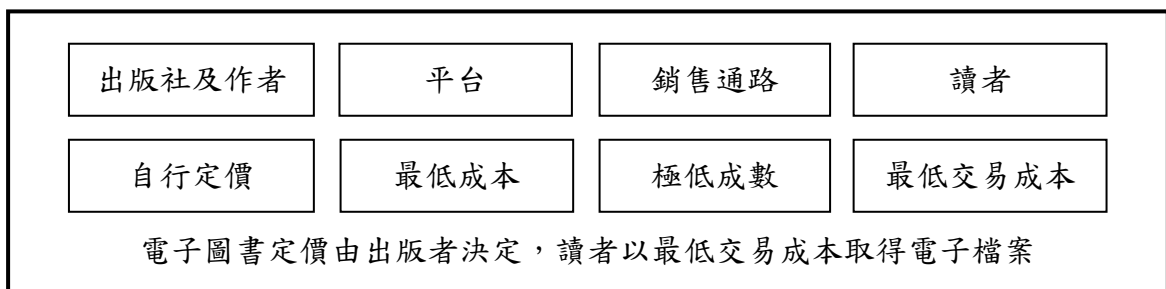 出版社及作者 平台 銷售通路 讀者
自行定價 最低成本 極低成數 最低交易成本
電子圖書定價由出版者決定，讀者以最低交易成本取得電子檔案